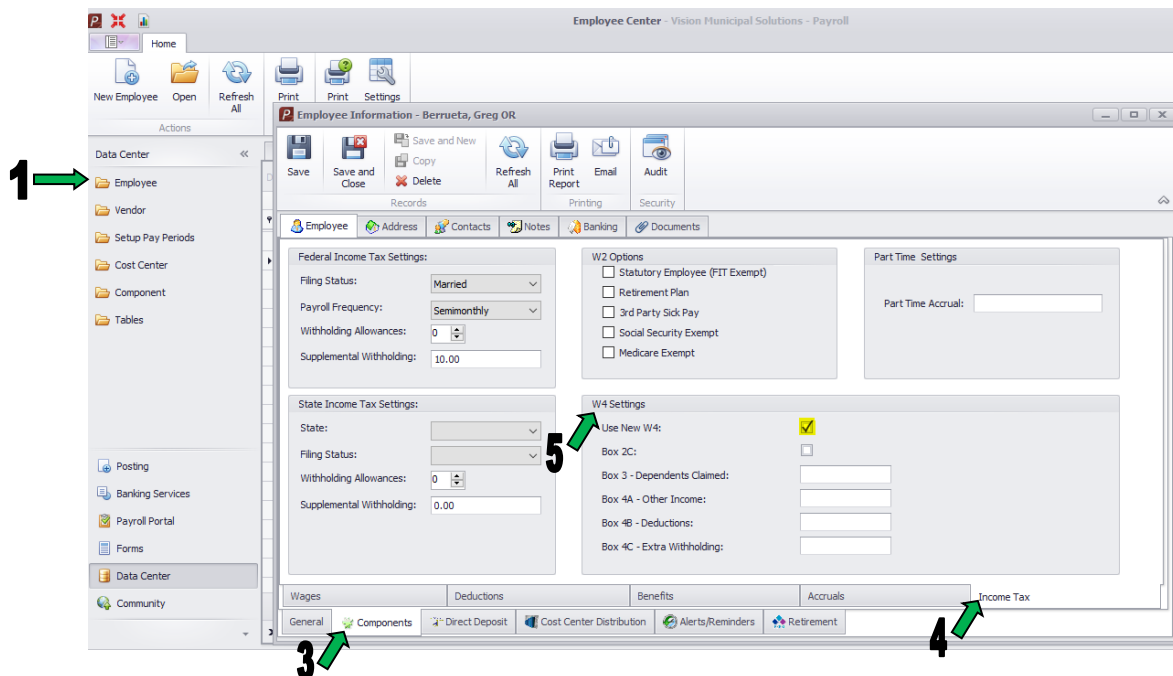 Employee Center - Vision Municipal Solutions - Payroll
Home
New Employee Open Refresh All Print Print Settings
Actions
Employee Information - Berrueta, Greg OR
Save Save and Close Save and New Copy Delete Refresh All Print Report Email Audit
Records Printing Security
Data Center «
1
Employee
Vendor
Setup Pay Periods
Cost Center
Component
Tables
Posting
Banking Services
Payroll Portal
Forms
Data Center
Community
Employee Address Contacts Notes Banking Documents
Federal Income Tax Settings:
Filing Status: Married
Payroll Frequency: Semimonthly
Withholding Allowances: 0
Supplemental Withholding: 10.00
W2 Options
Statutory Employee (FIT Exempt)
Retirement Plan
3rd Party Sick Pay
Social Security Exempt
Medicare Exempt
Part Time Settings
Part Time Accrual:
State Income Tax Settings:
State:
Filing Status:
Withholding Allowances: 0
Supplemental Withholding: 0.00
W4 Settings
5
Use New W4:
Box 2C:
Box 3 - Dependents Claimed:
Box 4A - Other Income:
Box 4B - Deductions:
Box 4C - Extra Withholding:
Wages Deductions Benefits Accruals Income Tax
General Components Direct Deposit Cost Center Distribution Alerts/Reminders Retirement
3 4